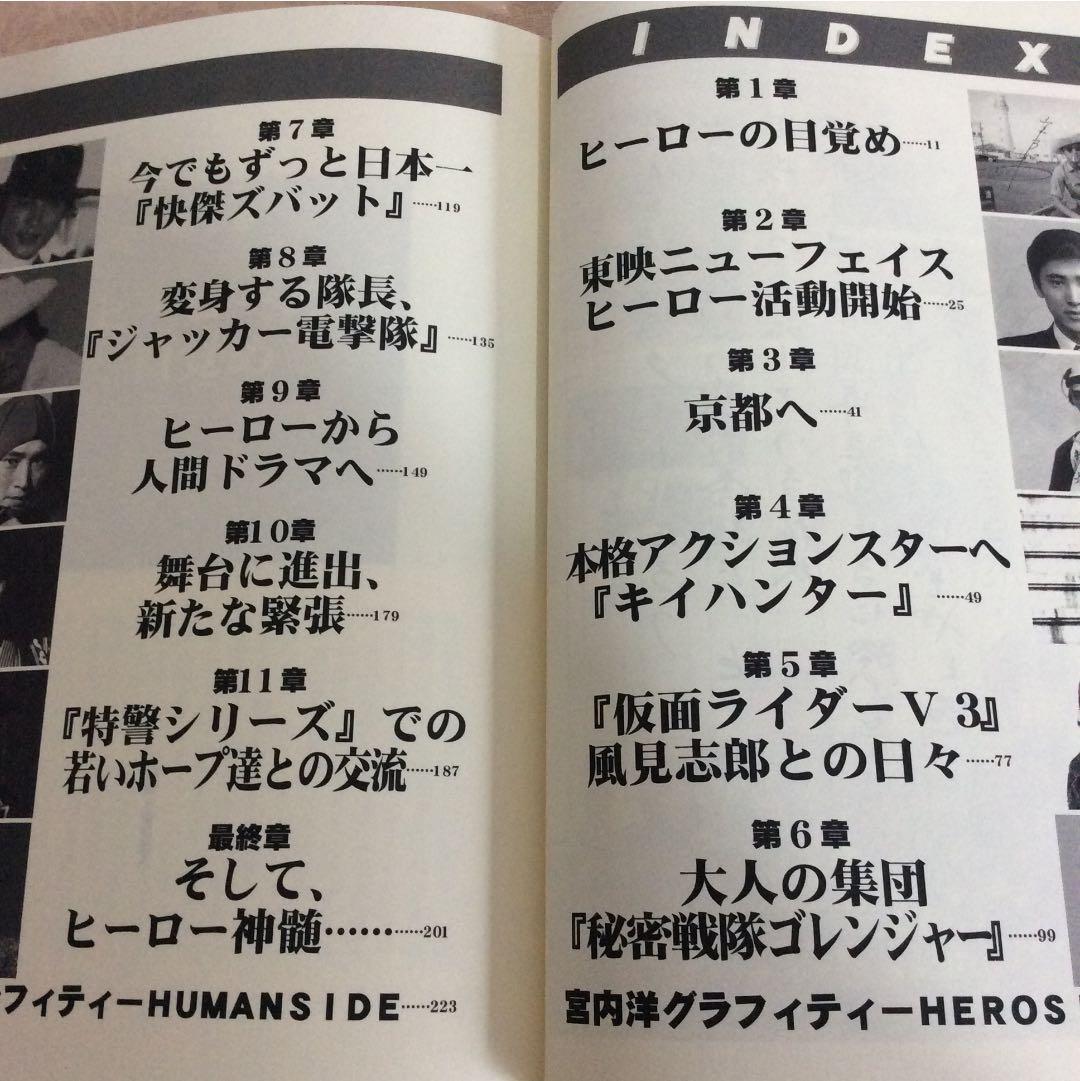 INDEX
第1章
ヒーローの目覚め……11
第2章
東映ニューフェイス
ヒーロー活動開始……25
第3章
京都へ……41
第4章
本格アクションスターへ
『キイハンター』……49
第5章
『仮面ライダーV3』
風見志郎との日々……77
第6章
大人の集団
『秘密戦隊ゴレンジャー』……99
宮内洋グラフィティーHEROS
第7章
今でもずっと日本一
『快傑ズバット』……119
第8章
変身する隊長、
『ジャッカー電撃隊』……135
第9章
ヒーローから
人間ドラマへ……149
第10章
舞台に進出、
新たな緊張……179
第11章
『特警シリーズ』での
若いホープ達との交流……187
最終章
そして、
ヒーロー神髄…………201
フィティーHUMANSIDE……223